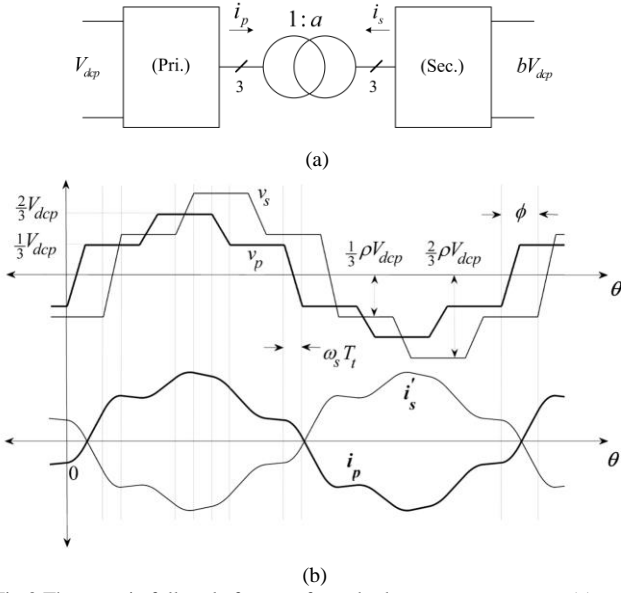 i_p
1:a
i_s
V_dcp
(Pri.)
3
3
(Sec.)
bV_dcp
(a)
2/3 V_dcp
1/3 V_dcp
v_s
v_p
1/3 ρV_dcp
2/3 ρV_dcp
ϕ
θ
ω_s T_t
i_s'
0
i_p
θ
(b)